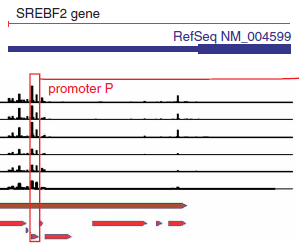 SREBF2 gene
RefSeq NM_004599
promoter P